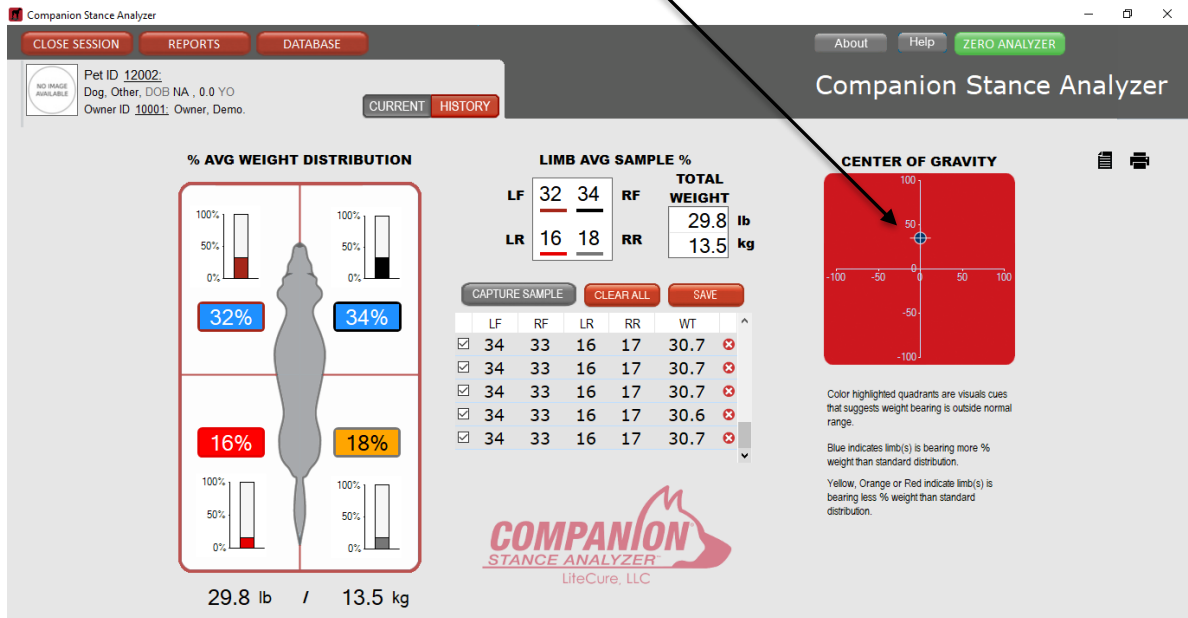 Companion Stance Analyzer
CLOSE SESSION REPORTS DATABASE
About Help ZERO ANALYZER
NO IMAGE
AVAILABLE
Pet ID 12002:
Dog, Other, DOB NA , 0.0 YO
Owner ID 10001: Owner, Demo.
CURRENT HISTORY
Companion Stance Analyzer
% AVG WEIGHT DISTRIBUTION
100% 100%
50% 50%
0% 0%
32% 34%
16% 18%
100% 100%
50% 50%
0% 0%
29.8 lb / 13.5 kg
LIMB AVG SAMPLE %
LF 32 34 RF
LR 16 18 RR
TOTAL
WEIGHT
29.8 lb
13.5 kg
CAPTURE SAMPLE CLEAR ALL SAVE
LF RF LR RR WT
34 33 16 17 30.7
34 33 16 17 30.7
34 33 16 17 30.7
34 33 16 17 30.6
34 33 16 17 30.7
COMPANION
STANCE ANALYZER™
LiteCure, LLC
CENTER OF GRAVITY
100
50
0
-100 -50 0 50 100
-50
-100
Color highlighted quadrants are visuals cues
that suggests weight bearing is outside normal
range.
Blue indicates limb(s) is bearing more %
weight than standard distribution.
Yellow, Orange or Red indicate limb(s) is
bearing less % weight than standard
distribution.